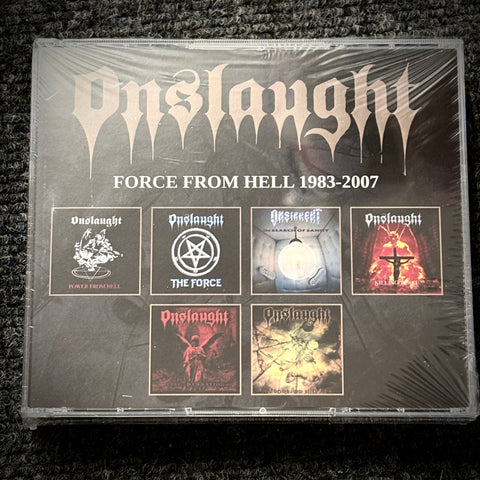 Onslaught
FORCE FROM HELL 1983-2007
Onslaught
POWER FROM HELL
Onslaught
THE FORCE
Onslaught
IN SEARCH OF SANITY
Onslaught
Onslaught
Onslaught